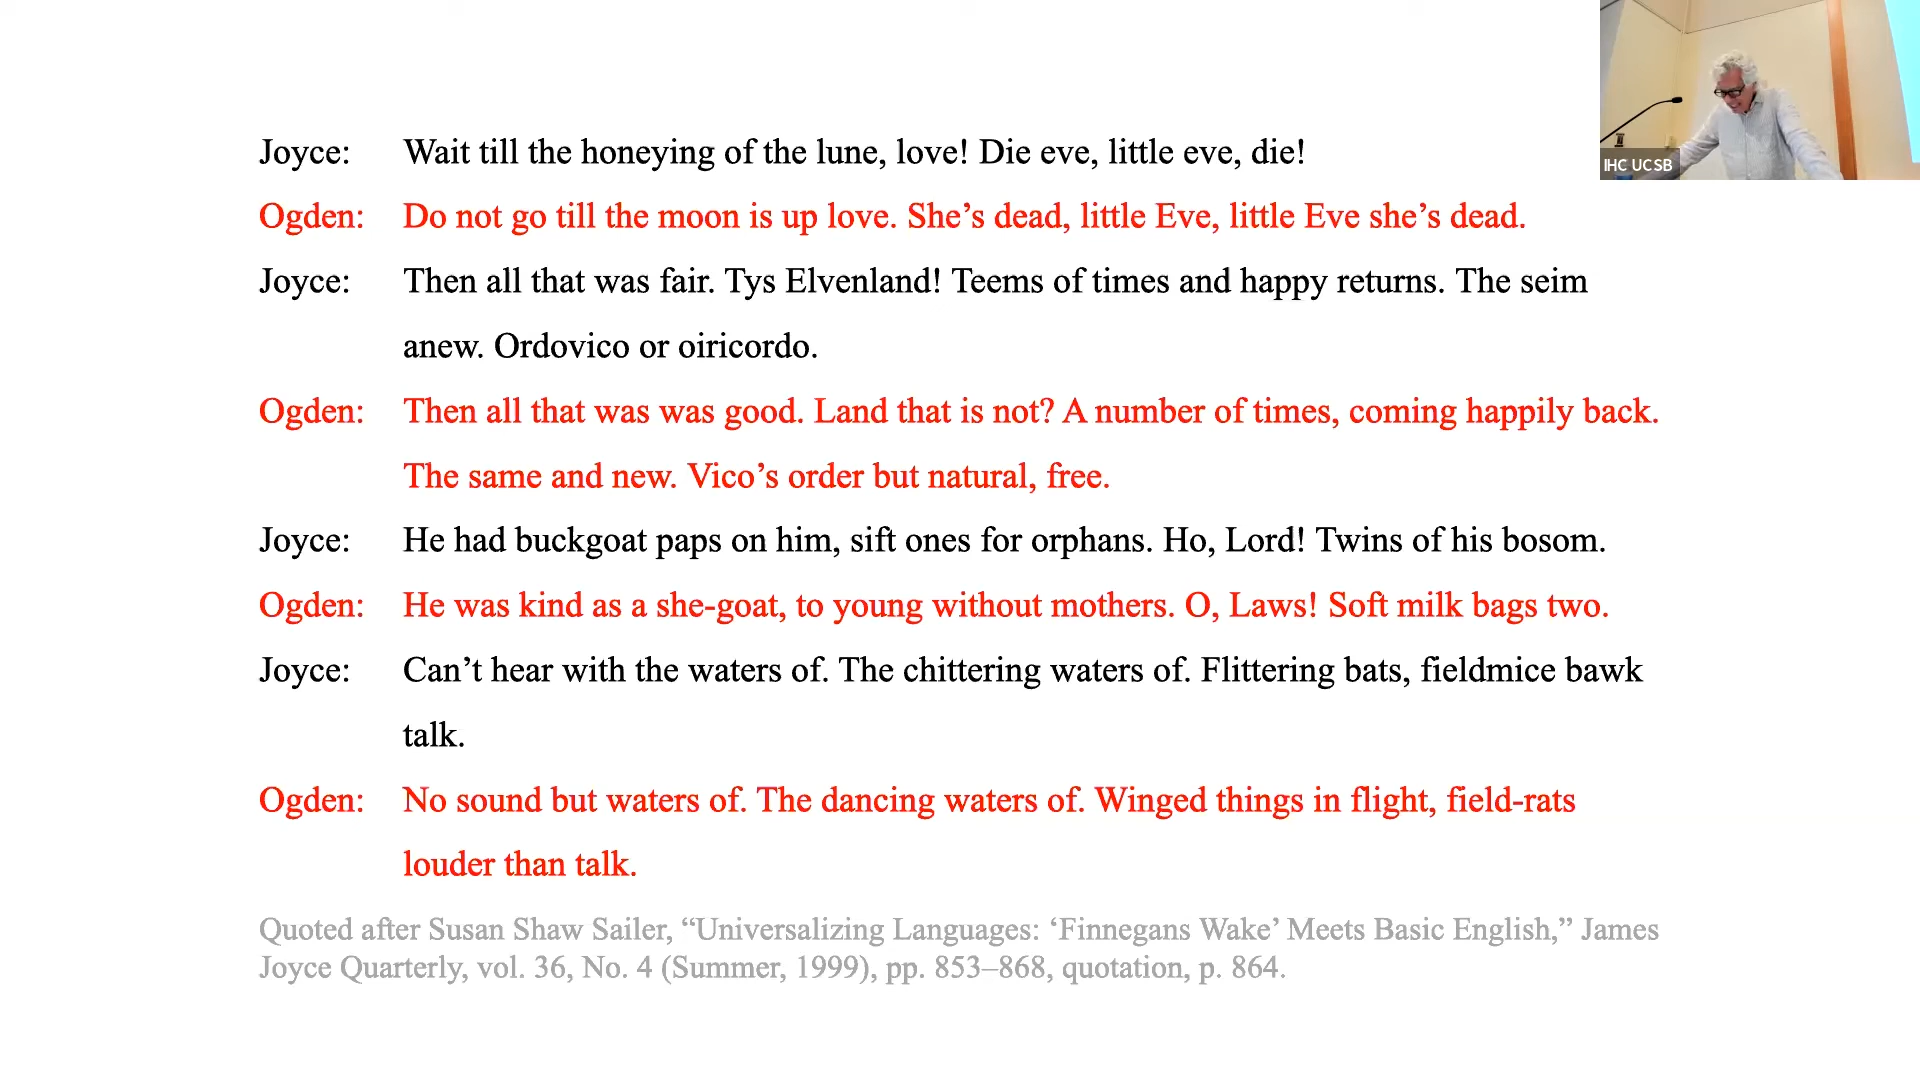 IHC UCSB
Joyce: Wait till the honeying of the lune, love! Die eve, little eve, die!
Ogden: Do not go till the moon is up love. She’s dead, little Eve, little Eve she’s dead.
Joyce: Then all that was fair. Tys Elvenland! Teems of times and happy returns. The seim
anew. Ordovico or oiricordo.
Ogden: Then all that was was good. Land that is not? A number of times, coming happily back.
The same and new. Vico’s order but natural, free.
Joyce: He had buckgoat paps on him, sift ones for orphans. Ho, Lord! Twins of his bosom.
Ogden: He was kind as a she-goat, to young without mothers. O, Laws! Soft milk bags two.
Joyce: Can’t hear with the waters of. The chittering waters of. Flittering bats, fieldmice bawk
talk.
Ogden: No sound but waters of. The dancing waters of. Winged things in flight, field-rats
louder than talk.
Quoted after Susan Shaw Sailer, “Universalizing Languages: ‘Finnegans Wake’ Meets Basic English,” James
Joyce Quarterly, vol. 36, No. 4 (Summer, 1999), pp. 853–868, quotation, p. 864.